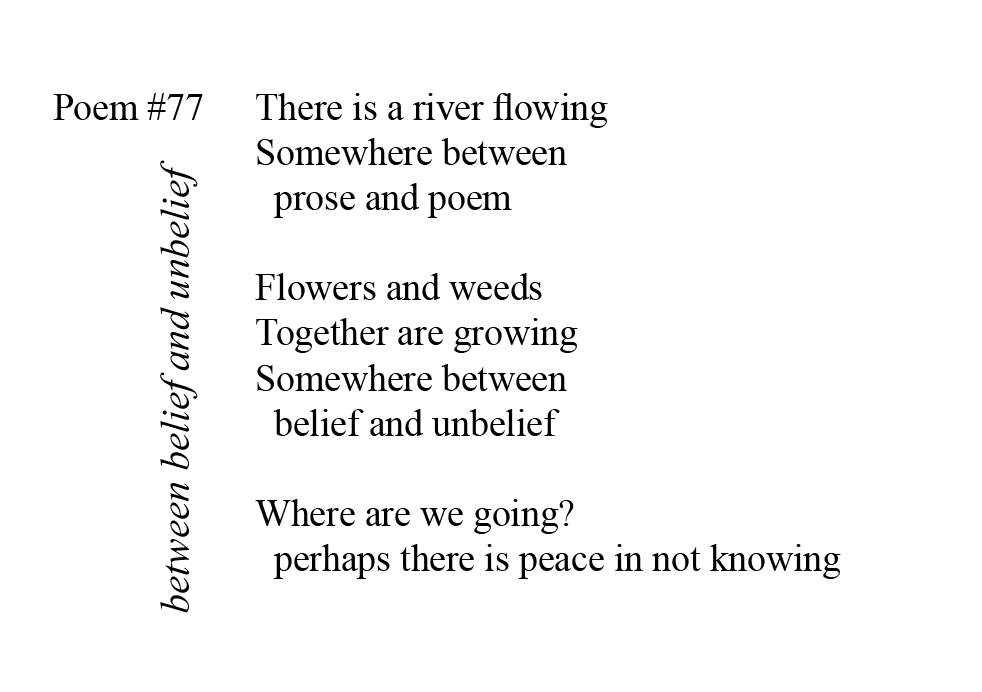 Poem #77
between belief and unbelief
There is a river flowing
Somewhere between
prose and poem
Flowers and weeds
Together are growing
Somewhere between
belief and unbelief
Where are we going?
perhaps there is peace in not knowing